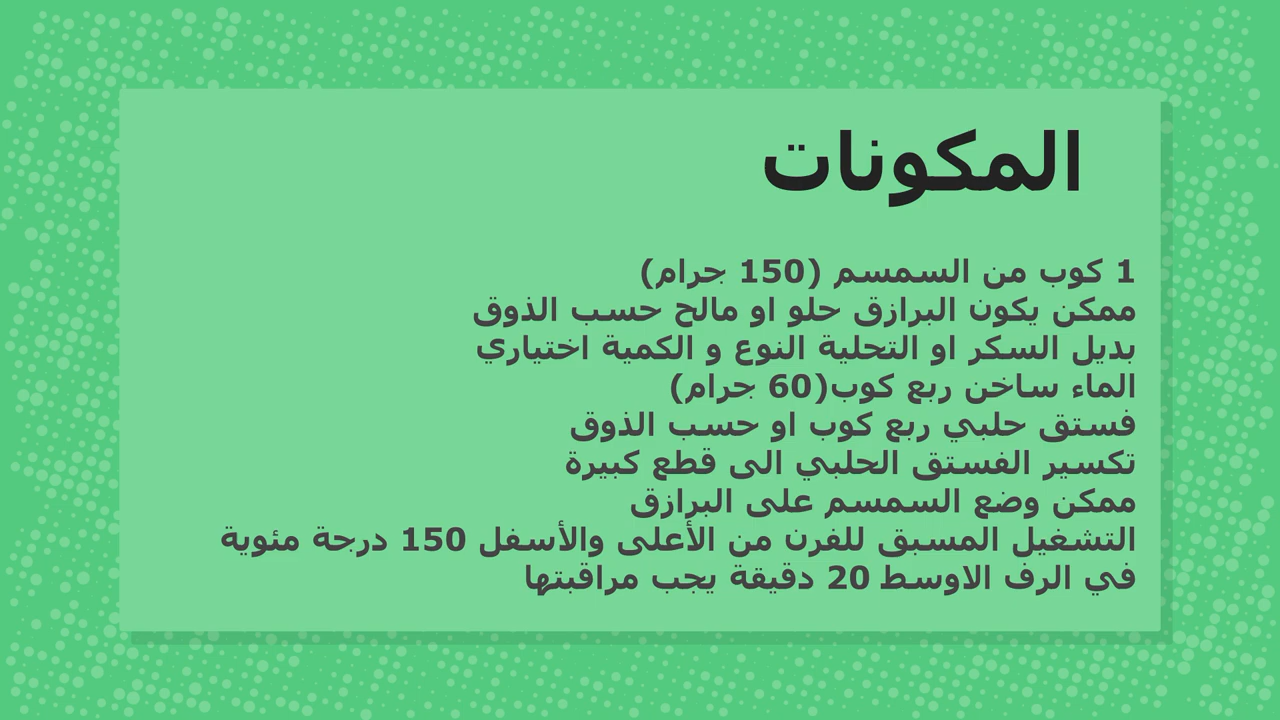 المكونات
1 كوب من السمسم (150 جرام)
ممكن يكون البرازق حلو او مالح حسب الذوق
بديل السكر او التحلية النوع و الكمية اختياري
الماء ساخن ربع كوب(60 جرام)
فستق حلبي ربع كوب او حسب الذوق
تكسير الفستق الحلبي الى قطع كبيرة
ممكن وضع السمسم على البرازق
التشغيل المسبق للفرن من الأعلى والأسفل 150 درجة مئوية
في الرف الاوسط 20 دقيقة يجب مراقبتها